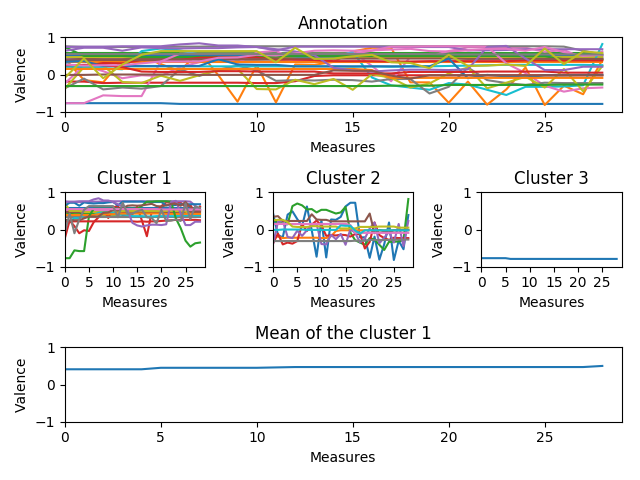 Annotation
Valence
1
0
−1
0 5 10 15 20 25
Measures
Cluster 1 Cluster 2 Cluster 3
Valence Valence Valence
1 1 1
0 0 0
−1 −1 −1
0 5 10 15 20 25 0 5 10 15 20 25 0 5 10 15 20 25
Measures Measures Measures
Mean of the cluster 1
Valence
1
0
−1
0 5 10 15 20 25
Measures